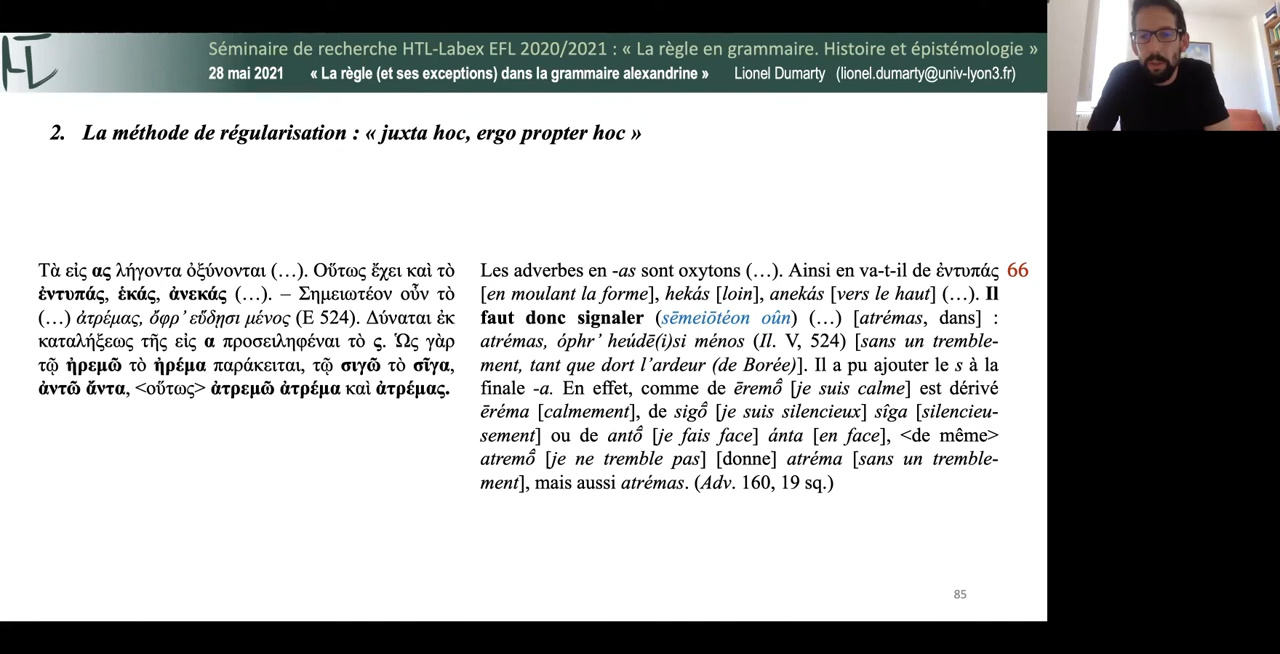 HTL
Séminaire de recherche HTL-Labex EFL 2020/2021 : « La règle en grammaire. Histoire et épistémologie »
28 mai 2021 « La règle (et ses exceptions) dans la grammaire alexandrine » Lionel Dumarty (lionel.dumarty@univ-lyon3.fr)
2. La méthode de régularisation : « juxta hoc, ergo propter hoc »
Τὰ εἰς ας λήγοντα ὀξύνονται (…). Οὕτως ἔχει καὶ τὸ
ἐντυπάς, ἑκάς, ἀνεκάς (…). – Σημειωτέον οὖν τὸ
(…) ἀτρέμας, ὄφρ’ εὕδῃσι μένος (E 524). Δύναται ἐκ
καταλήξεως τῆς εἰς α προσειληφέναι τὸ ς. Ὡς γὰρ
τῷ ἠρεμῶ τὸ ἠρέμα παράκειται, τῷ σιγῶ τὸ σῖγα,
ἀντῶ ἄντα, <οὕτως> ἀτρεμῶ ἀτρέμα καὶ ἀτρέμας.
Les adverbes en -as sont oxytons (…). Ainsi en va-t-il de ἐντυπάς 66
[en moulant la forme], hekás [loin], anekás [vers le haut] (…). Il
faut donc signaler (sēmeiōtéon oûn) (…) [atrémas, dans] :
atrémas, óphr’ heúdē(i)si ménos (Il. V, 524) [sans un tremble-
ment, tant que dort l’ardeur (de Borée)]. Il a pu ajouter le s à la
finale -a. En effet, comme de ēremō̂ [je suis calme] est dérivé
ēréma [calmement], de sigō̂ [je suis silencieux] sîga [silencieu-
sement] ou de antō̂ [je fais face] ánta [en face], <de même>
atremō̂ [je ne tremble pas] [donne] atréma [sans un tremble-
ment], mais aussi atrémas. (Adv. 160, 19 sq.)
85